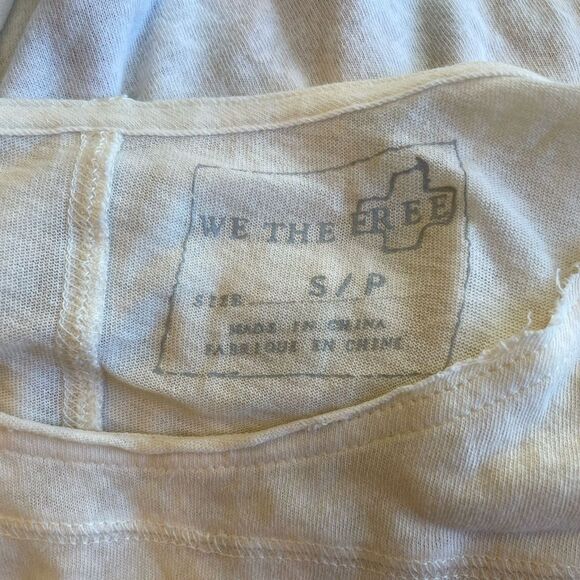 WE THE FREE
SIZE S/P
MADE IN CHINA
FABRIQUE EN CHINE